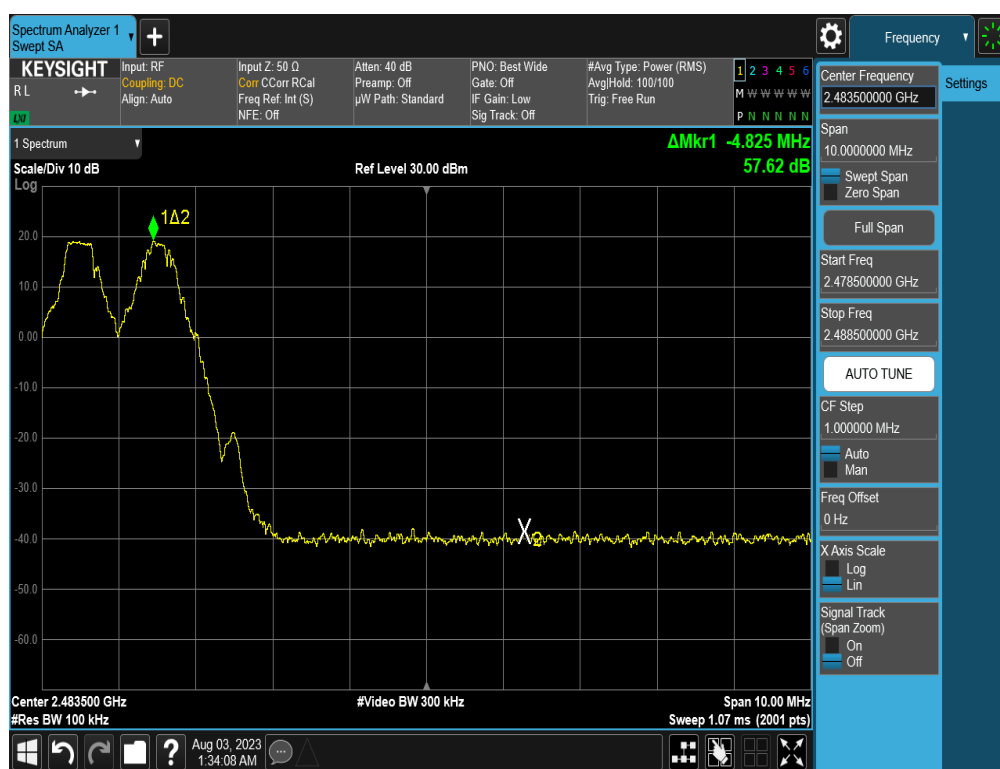 Spectrum Analyzer 1
Swept SA
+
Frequency
KEYSIGHT
R L
LXI
Input: RF
Coupling: DC
Align: Auto
Input Z: 50 Ω
Corr CCorr RCal
Freq Ref: Int (S)
NFE: Off
Atten: 40 dB
Preamp: Off
µW Path: Standard
PNO: Best Wide
Gate: Off
IF Gain: Low
Sig Track: Off
#Avg Type: Power (RMS)
Avg|Hold: 100/100
Trig: Free Run
1 2 3 4 5 6
M W W W W W
P N N N N N
1 Spectrum
Scale/Div 10 dB
Log
Ref Level 30.00 dBm
ΔMkr1 -4.825 MHz
57.62 dB
1Δ2
20.0
10.0
0.00
-10.0
-20.0
-30.0
-40.0
-50.0
-60.0
X2
Center 2.483500 GHz
#Res BW 100 kHz
#Video BW 300 kHz
Span 10.00 MHz
Sweep 1.07 ms (2001 pts)
Center Frequency
2.483500000 GHz
Settings
Span
10.0000000 MHz
Swept Span
Zero Span
Full Span
Start Freq
2.478500000 GHz
Stop Freq
2.488500000 GHz
AUTO TUNE
CF Step
1.000000 MHz
Auto
Man
Freq Offset
0 Hz
X Axis Scale
Log
Lin
Signal Track
(Span Zoom)
On
Off
?
Aug 03, 2023
1:34:08 AM